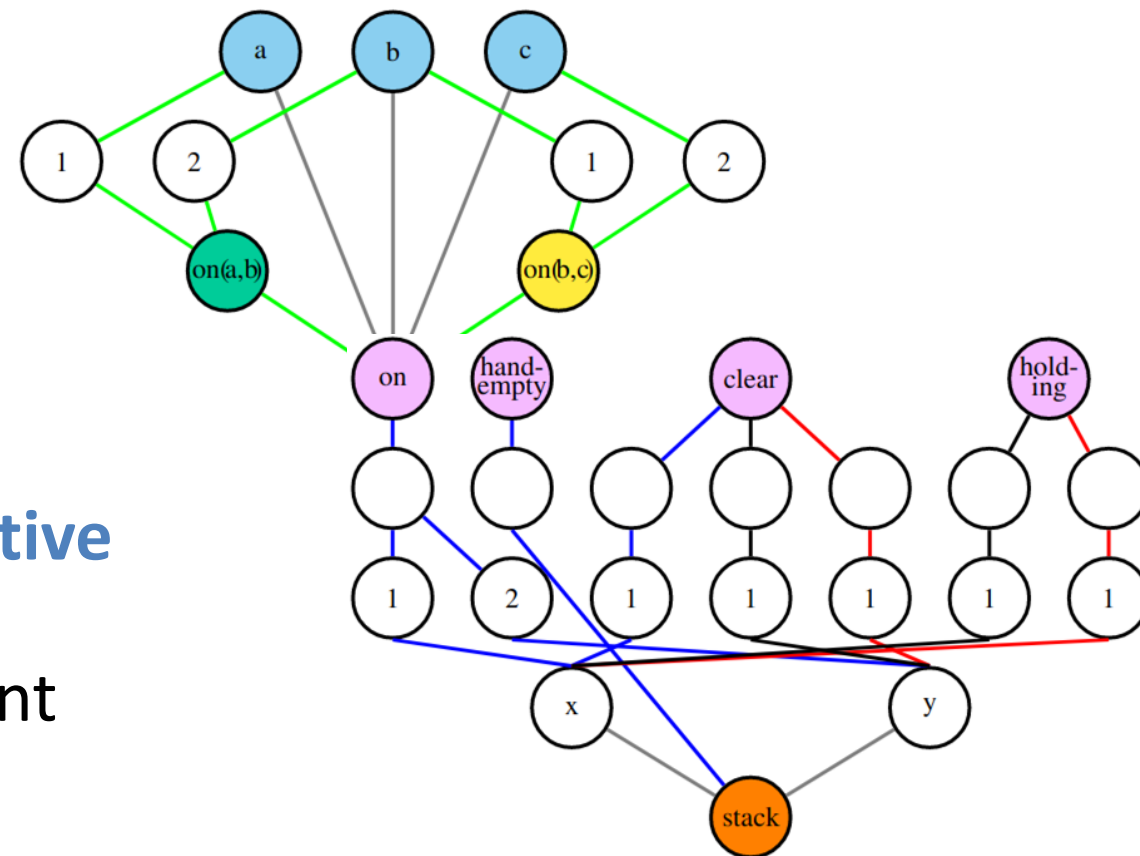 a b c
1 2 1 2
on(a,b) on(b,c)
on hand-empty clear hold-ing
tive
1 2 1 1 1 1 1
nt
x y
stack